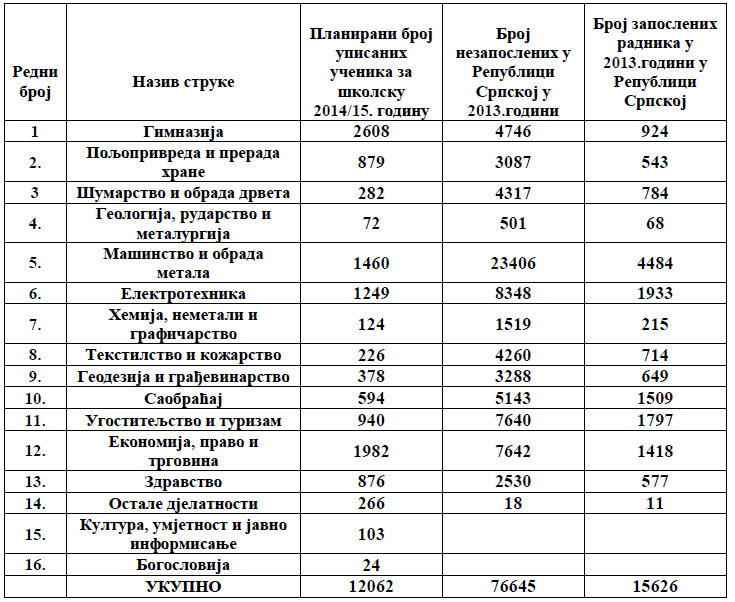 Редни број
Назив струке
Планирани број
уписаних
ученика за
школску
2014/15. годину
Број
незапослених у
Републици
Српској у
2013.години
Број запослених
радника у
2013.години у
Републици
Српској
1 Гимназија 2608 4746 924
2. Пољопривреда и прерада
хране 879 3087 543
3 Шумарство и обрада дрвета 282 4317 784
4. Геологија, рударство и
металургија 72 501 68
5. Машинство и обрада
метала 1460 23406 4484
6. Електротехника 1249 8348 1933
7. Хемија, неметали и
графичарство 124 1519 215
8. Текстилство и кожарство 226 4260 714
9. Геодезија и грађевинарство 378 3288 649
10. Саобраћај 594 5143 1509
11. Угоститељство и туризам 940 7640 1797
12. Економија, право и
трговина 1982 7642 1418
13. Здравство 876 2530 577
14. Остале дјелатности 266 18 11
15. Култура, умјетност и јавно
информисање 103
16. Богословија 24
УКУПНО 12062 76645 15626